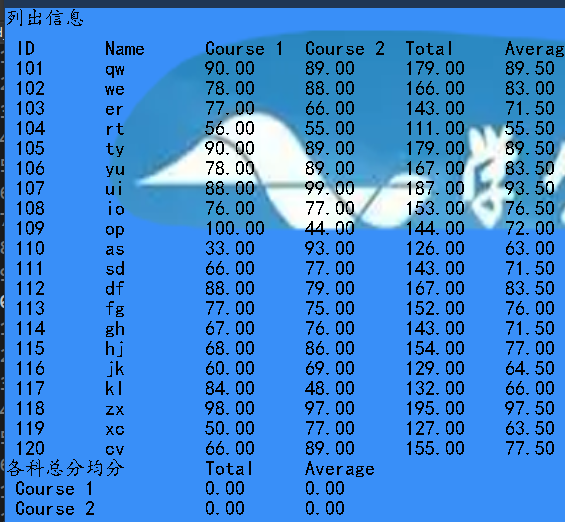 列出信息
ID Name Course 1 Course 2 Total Average
101 qw 90.00 89.00 179.00 89.50
102 we 78.00 88.00 166.00 83.00
103 er 77.00 66.00 143.00 71.50
104 rt 56.00 55.00 111.00 55.50
105 ty 90.00 89.00 179.00 89.50
106 yu 78.00 89.00 167.00 83.50
107 ui 88.00 99.00 187.00 93.50
108 io 76.00 77.00 153.00 76.50
109 op 100.00 44.00 144.00 72.00
110 as 33.00 93.00 126.00 63.00
111 sd 66.00 77.00 143.00 71.50
112 df 88.00 79.00 167.00 83.50
113 fg 77.00 75.00 152.00 76.00
114 gh 67.00 76.00 143.00 71.50
115 hj 68.00 86.00 154.00 77.00
116 jk 60.00 69.00 129.00 64.50
117 kl 84.00 48.00 132.00 66.00
118 zx 98.00 97.00 195.00 97.50
119 xc 50.00 77.00 127.00 63.50
120 cv 66.00 89.00 155.00 77.50
各科总分均分 Total Average
Course 1 0.00 0.00
Course 2 0.00 0.00